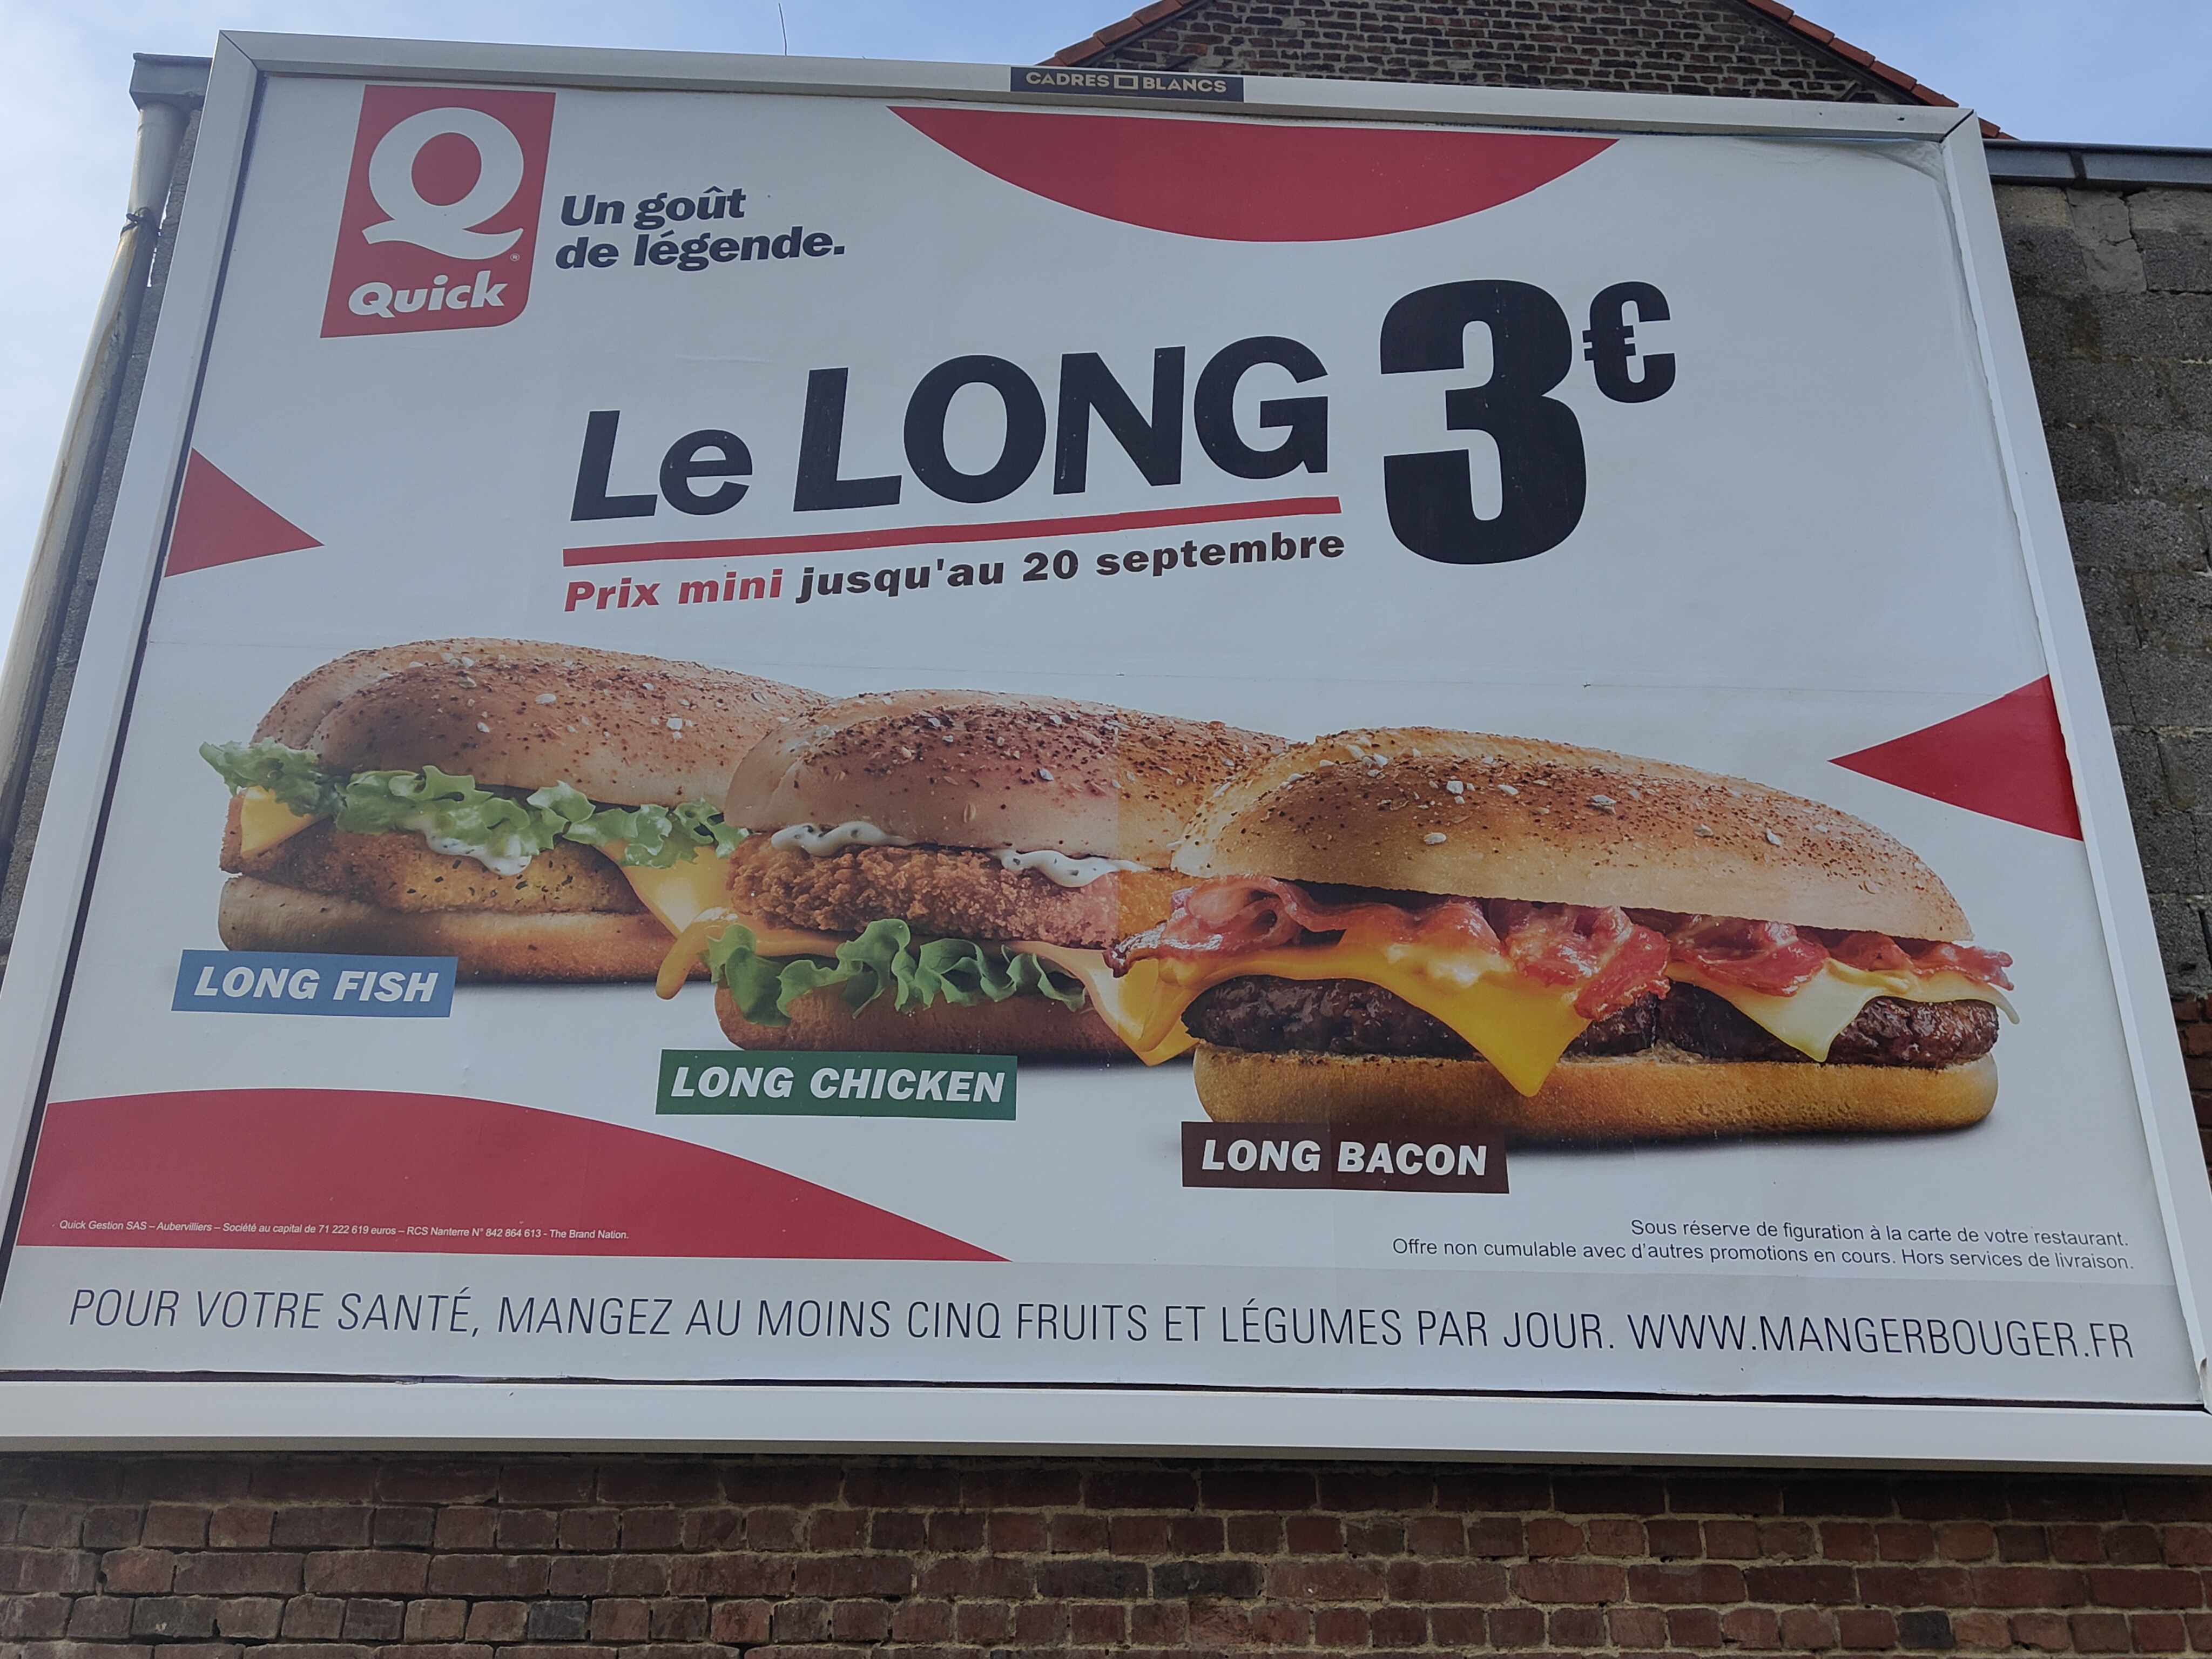 CADRES BLANCS
Q
Quick
Un goût
de légende.
Le LONG 3€
Prix mini jusqu'au 20 septembre
LONG FISH
LONG CHICKEN
LONG BACON
Quick Gestion SAS – Aubervilliers – Société au capital de 71 222 619 euros – RCS Nanterre N° 842 864 613 - The Brand Nation.
Sous réserve de figuration à la carte de votre restaurant.
Offre non cumulable avec d'autres promotions en cours. Hors services de livraison.
POUR VOTRE SANTÉ, MANGEZ AU MOINS CINQ FRUITS ET LÉGUMES PAR JOUR. WWW.MANGERBOUGER.FR